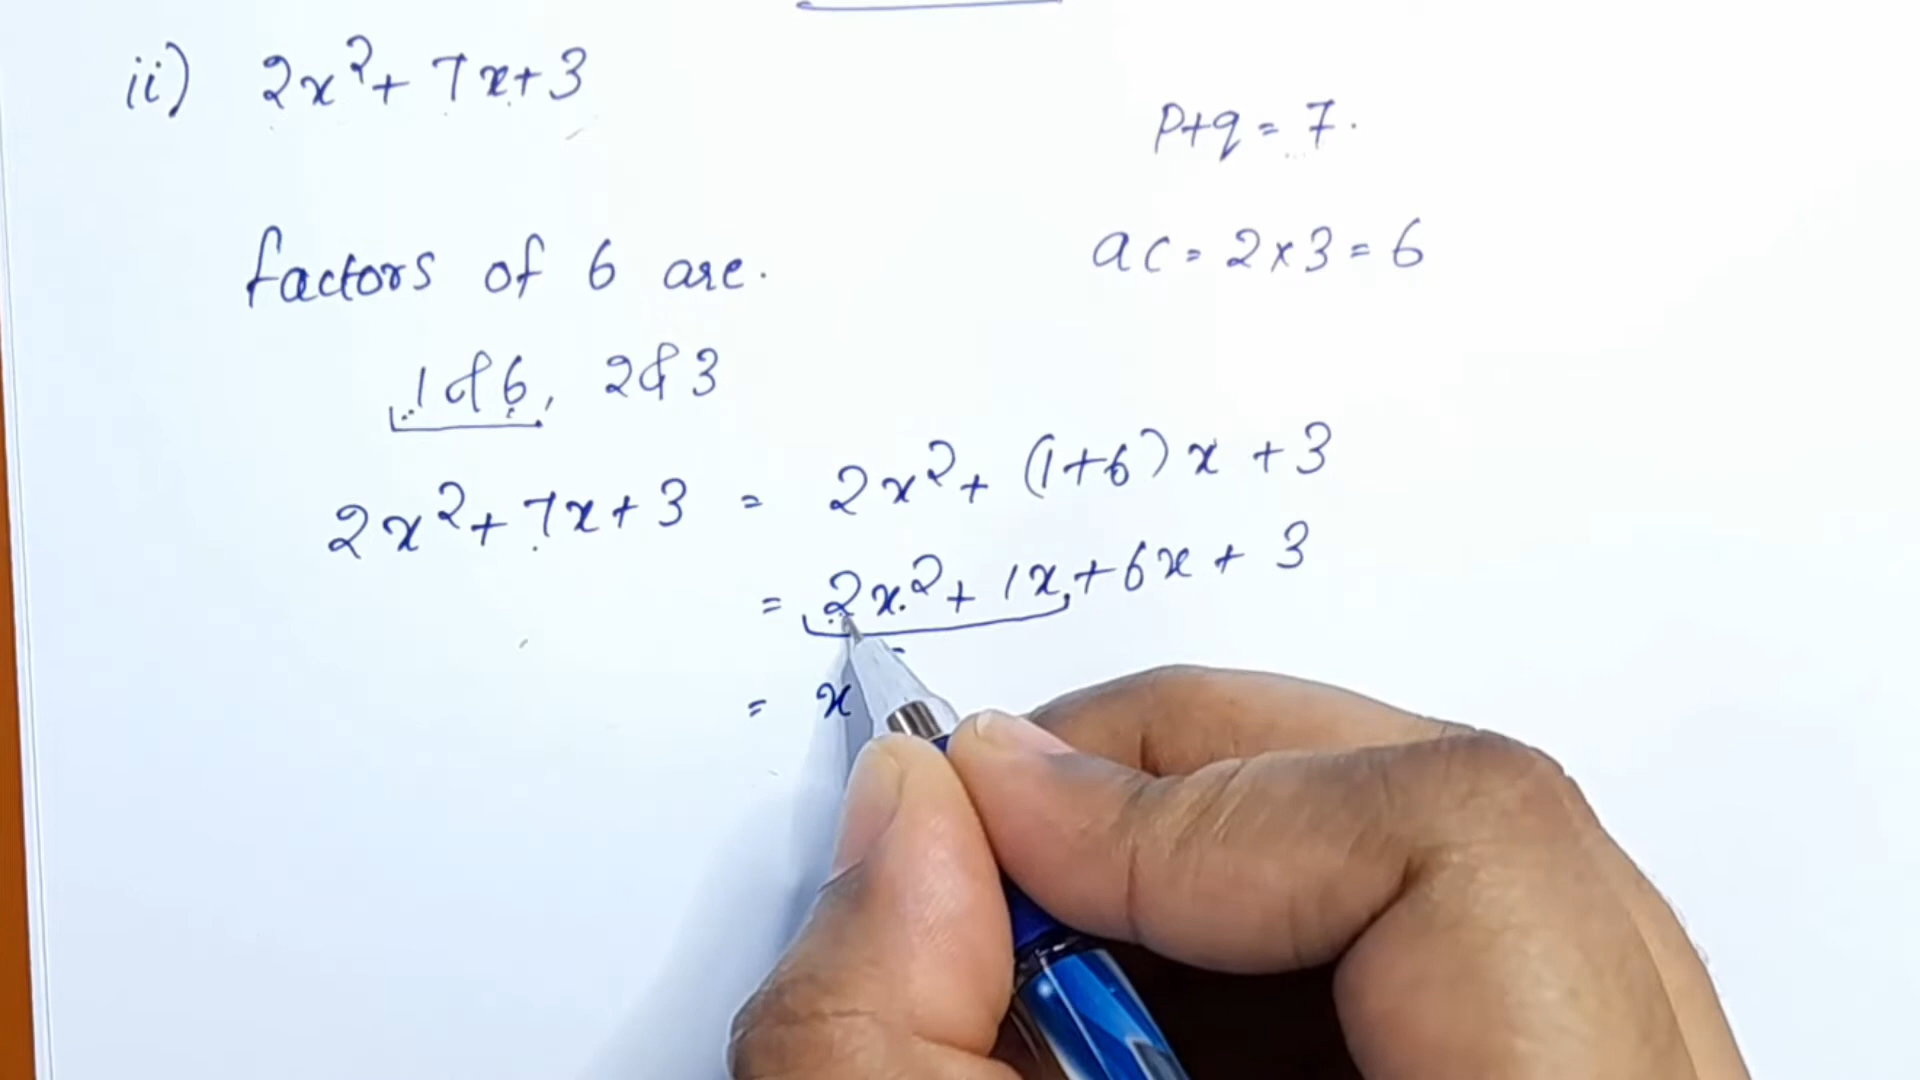 ii) 2x²+ 7x+3
p+q = 7.
ac = 2×3 = 6
factors of 6 are.
1 & 6, 2 & 3
2x²+7x+3 = 2x²+ (1+6) x +3
= 2x²+ 1x+6x + 3
= x